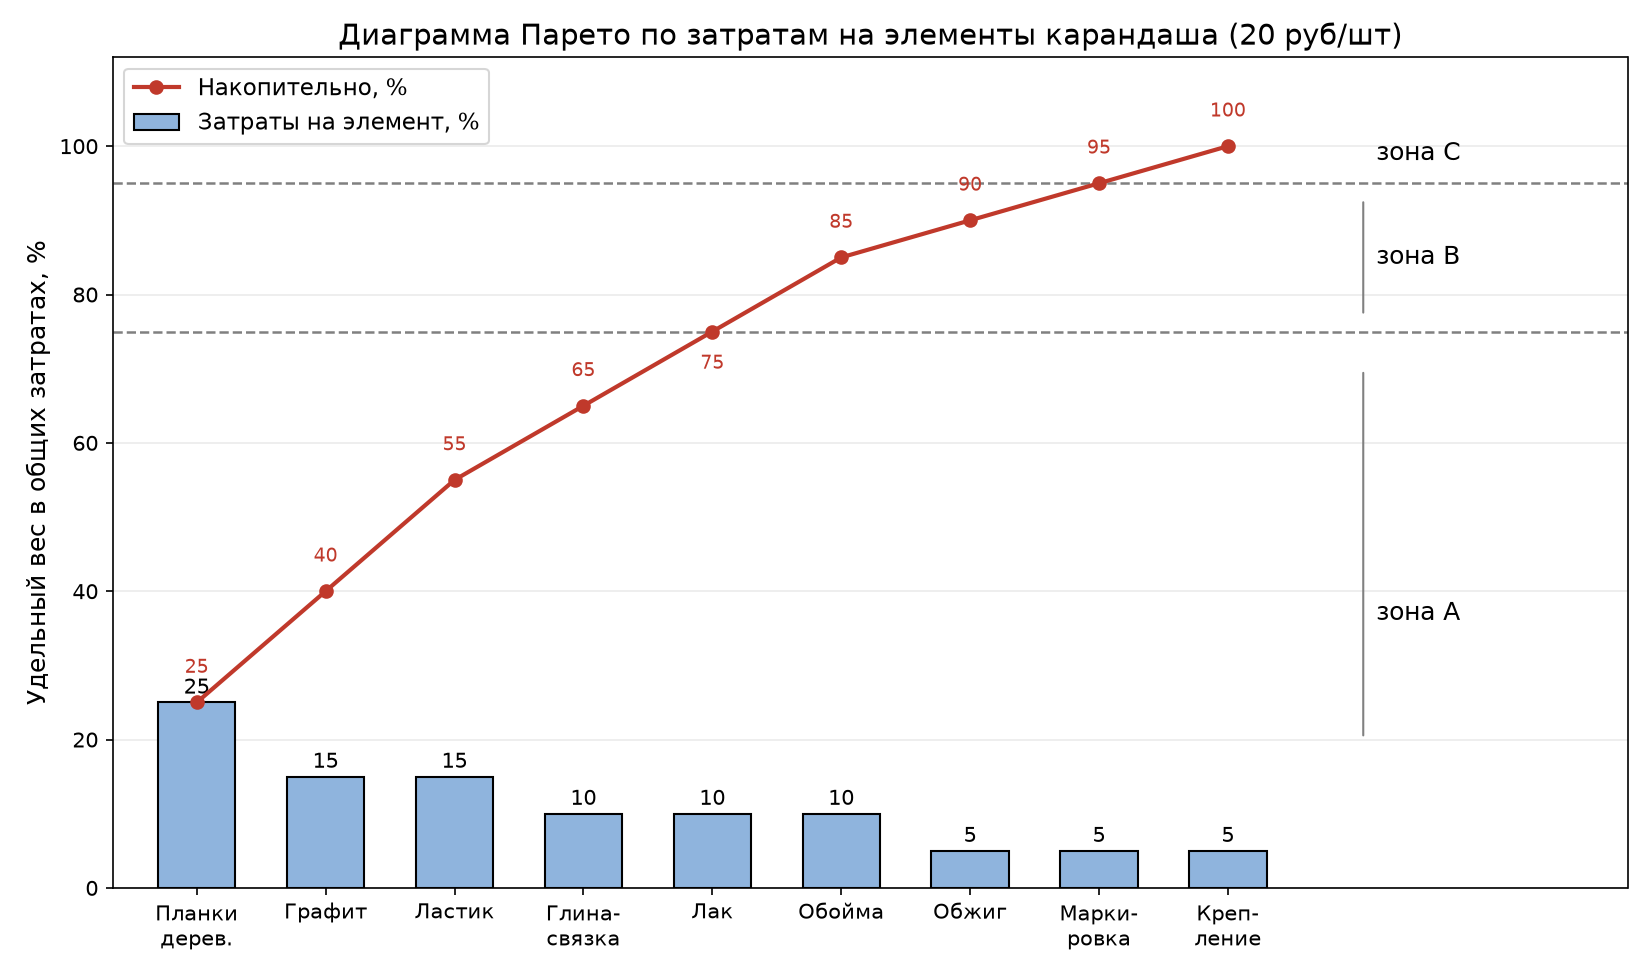 Диаграмма Парето по затратам на элементы карандаша (20 руб/шт)
Накопительно, %
Затраты на элемент, %
Удельный вес в общих затратах, %
100
80
60
40
20
0
25
40
55
65
75
85
90
95
100
25
15
15
10
10
10
5
5
5
зона C
зона B
зона A
Планки
дерев.
Графит
Ластик
Глина-
связка
Лак
Обойма
Обжиг
Марки-
ровка
Креп-
ление